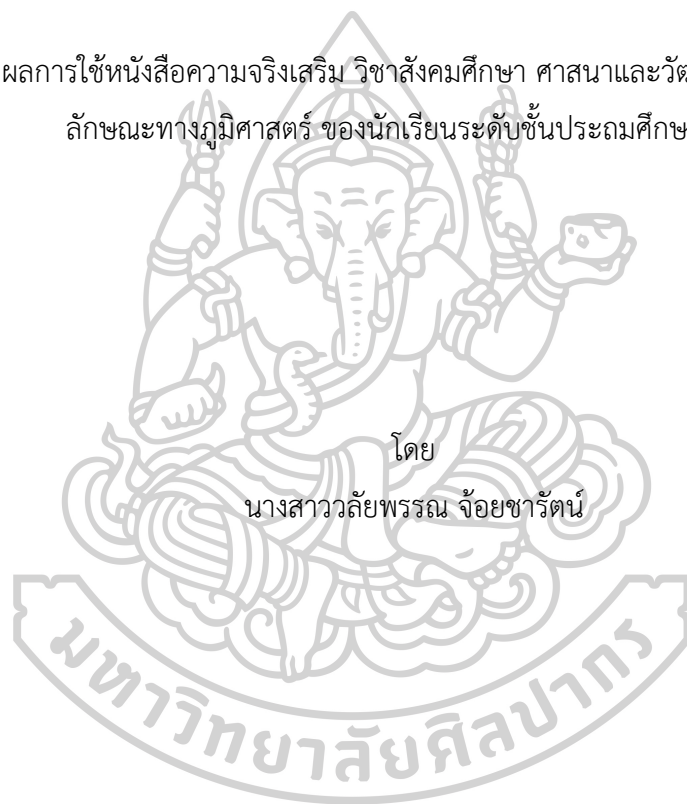 ผลการใช้หนังสือความจริงเสริม วิชาสังคมศึกษา ศาสนาและวัฒ
ลักษณะทางภูมิศาสตร์ ของนักเรียนระดับชั้นประถมศึกษ
โดย
นางสาววลัยพรรณ จ้อยชารัตน์
มหาวิทยาลัยศิลปากร